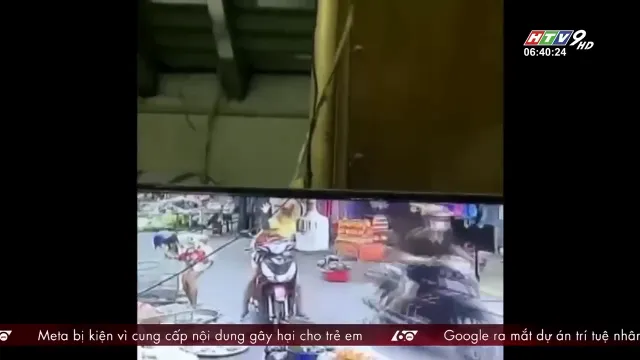 HTV9 HD
06:40:24
Meta bị kiện vì cung cấp nội dung gây hại cho trẻ em
Google ra mắt dự án trí tuệ nhân